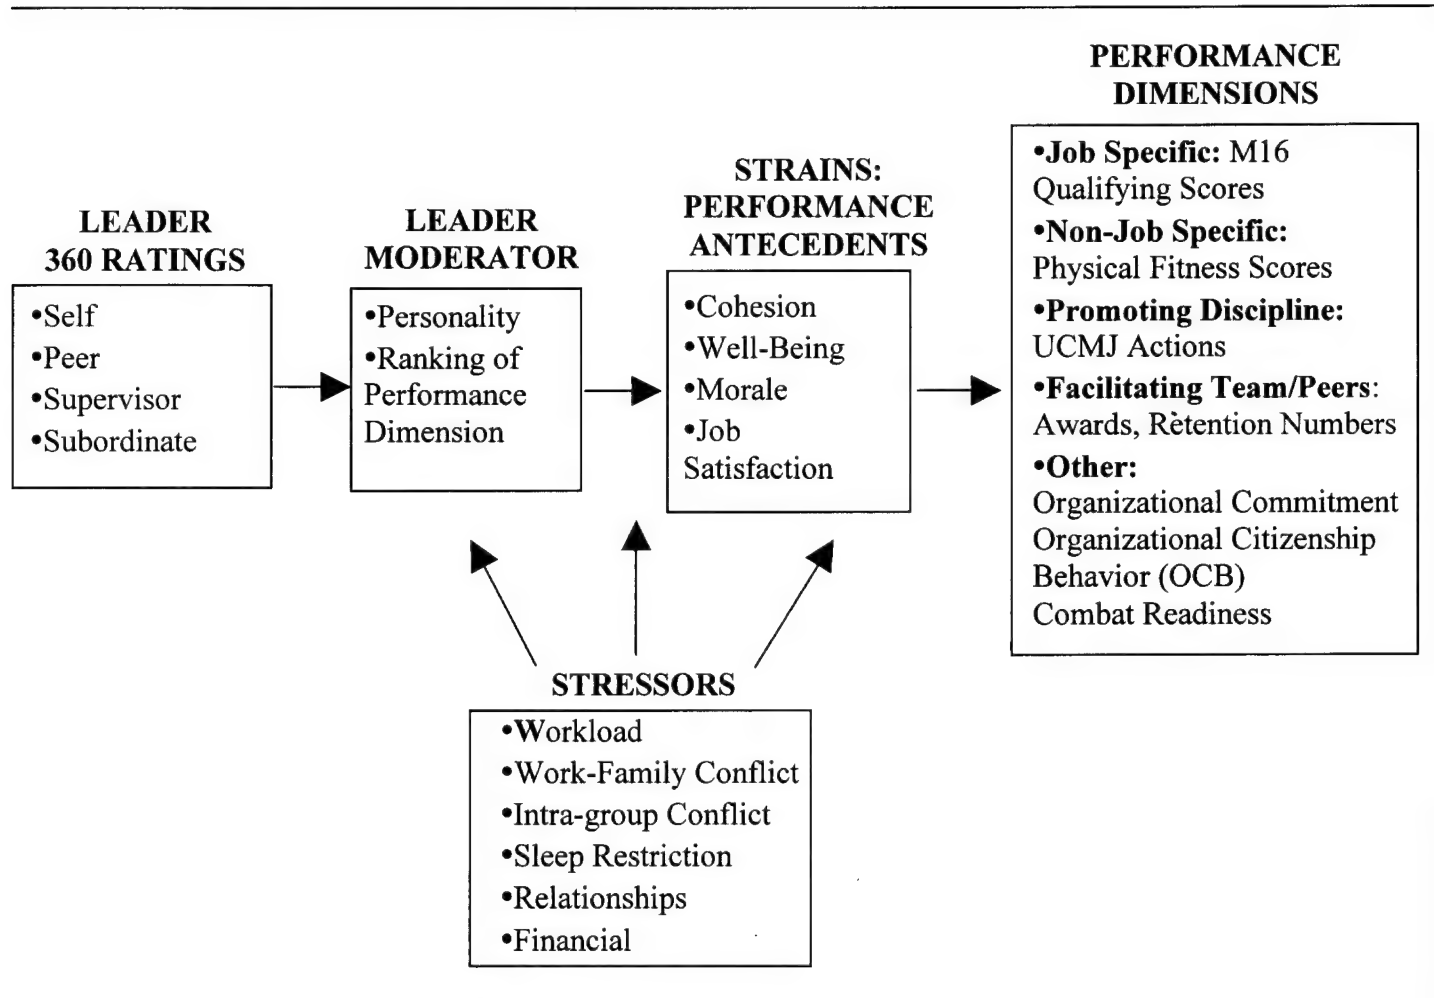 LEADER
360 RATINGS
•Self
•Peer
•Supervisor
•Subordinate
LEADER
MODERATOR
•Personality
•Ranking of
Performance
Dimension
STRAINS:
PERFORMANCE
ANTECEDENTS
•Cohesion
•Well-Being
•Morale
•Job
Satisfaction
PERFORMANCE
DIMENSIONS
•Job Specific: M16
Qualifying Scores
•Non-Job Specific:
Physical Fitness Scores
•Promoting Discipline:
UCMJ Actions
•Facilitating Team/Peers:
Awards, Retention Numbers
•Other:
Organizational Commitment
Organizational Citizenship
Behavior (OCB)
Combat Readiness
STRESSORS
•Workload
•Work-Family Conflict
•Intra-group Conflict
•Sleep Restriction
•Relationships
•Financial